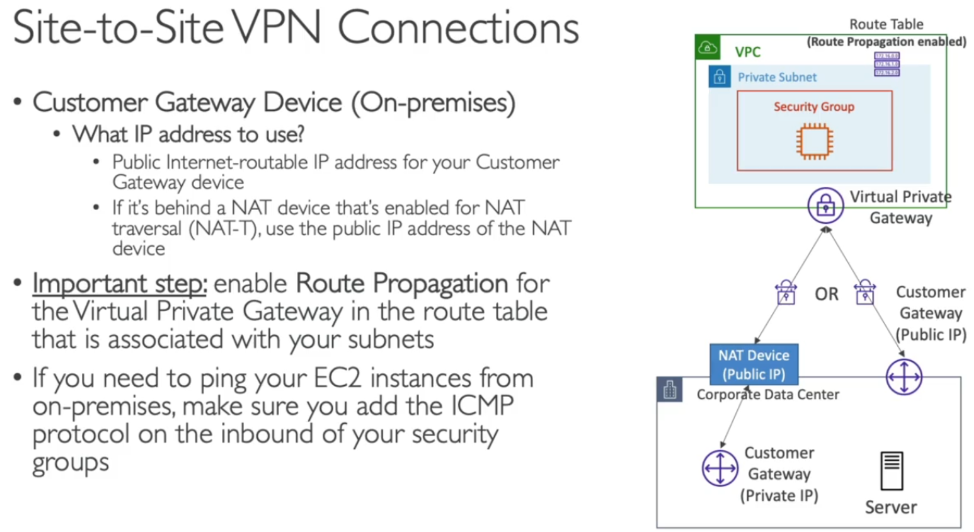 Site-to-Site VPN Connections
• Customer Gateway Device (On-premises)
• What IP address to use?
• Public Internet-routable IP address for your Customer
Gateway device
• If it's behind a NAT device that's enabled for NAT
traversal (NAT-T), use the public IP address of the NAT
device
• Important step: enable Route Propagation for
the Virtual Private Gateway in the route table
that is associated with your subnets
• If you need to ping your EC2 instances from
on-premises, make sure you add the ICMP
protocol on the inbound of your security
groups
Route Table
(Route Propagation enabled)
VPC
Private Subnet
Security Group
Virtual Private
Gateway
OR
Customer
Gateway
(Public IP)
NAT Device
(Public IP)
Corporate Data Center
Customer
Gateway
(Private IP)
Server